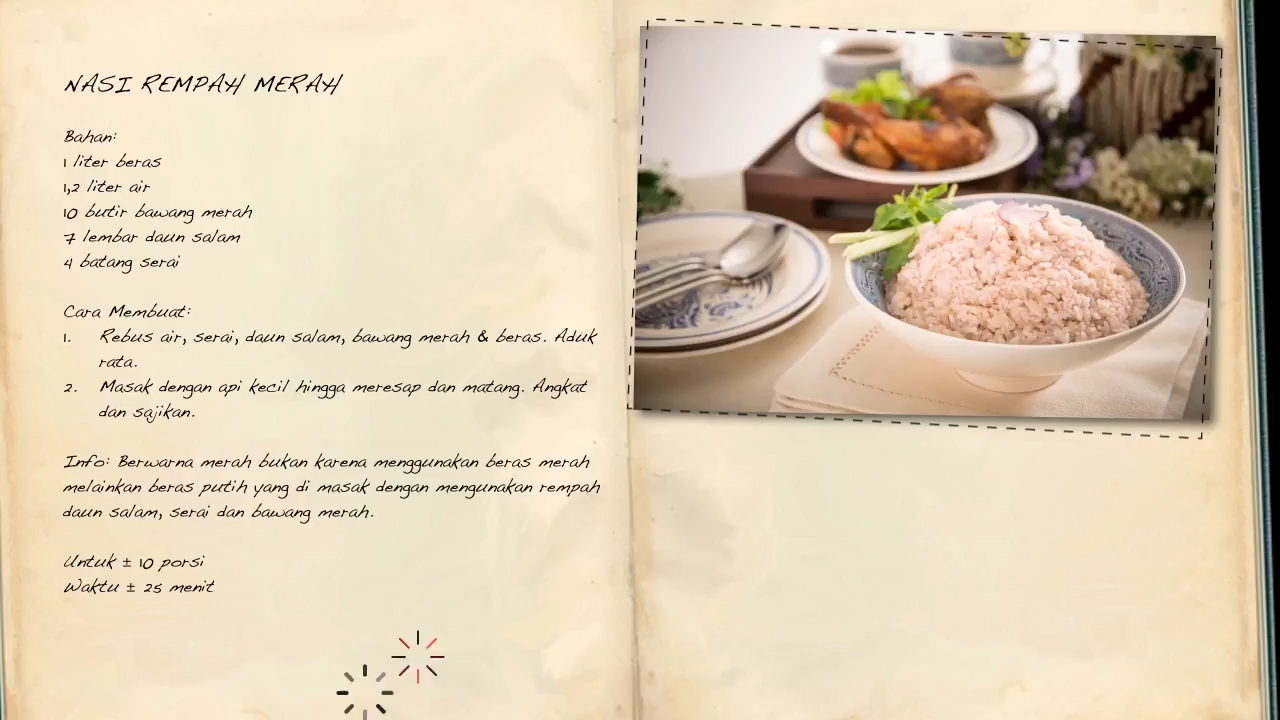 NASI REMPAH MERAH
Bahan:
1 liter beras
1,2 liter air
10 butir bawang merah
7 lembar daun salam
4 batang serai
Cara Membuat:
1. Rebus air, serai, daun salam, bawang merah & beras. Aduk
rata.
2. Masak dengan api kecil hingga meresap dan matang. Angkat
dan sajikan.
Info: Berwarna merah bukan karena menggunakan beras merah
melainkan beras putih yang di masak dengan mengunakan rempah
daun salam, serai dan bawang merah.
Untuk ± 10 porsi
Waktu ± 25 menit